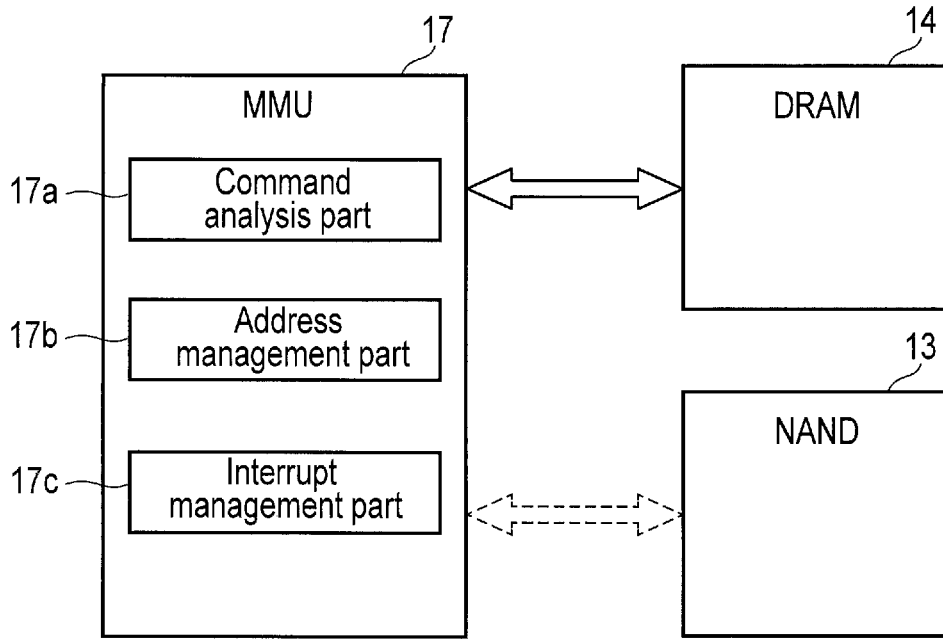 17
MMU
17a
Command
analysis part
17b
Address
management part
17c
Interrupt
management part
14
DRAM
13
NAND